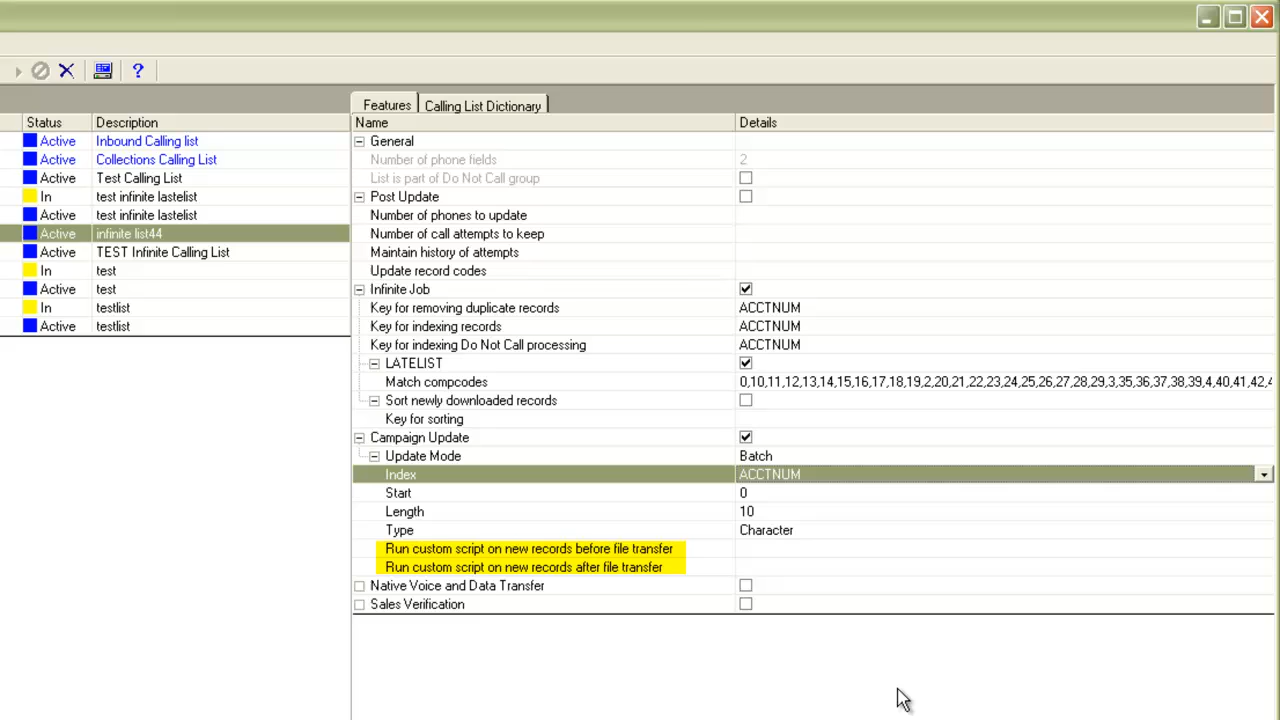 Features Calling List Dictionary
Status Description Name Details
Active Inbound Calling list General
Active Collections Calling List Number of phone fields 2
Active Test Calling List List is part of Do Not Call group
In test infinite lastelist Post Update
Active test infinite lastelist Number of phones to update
Active infinite list44 Number of call attempts to keep
Active TEST Infinite Calling List Maintain history of attempts
In test Update record codes
Active test Infinite Job
In testlist Key for removing duplicate records ACCTNUM
Active testlist Key for indexing records ACCTNUM
Key for indexing Do Not Call processing ACCTNUM
LATELIST
Match compcodes 0,10,11,12,13,14,15,16,17,18,19,2,20,21,22,23,24,25,26,27,28,29,3,35,36,37,38,39,4,40,41,42,
Sort newly downloaded records
Key for sorting
Campaign Update
Update Mode Batch
Index ACCTNUM
Start 0
Length 10
Type Character
Run custom script on new records before file transfer
Run custom script on new records after file transfer
Native Voice and Data Transfer
Sales Verification